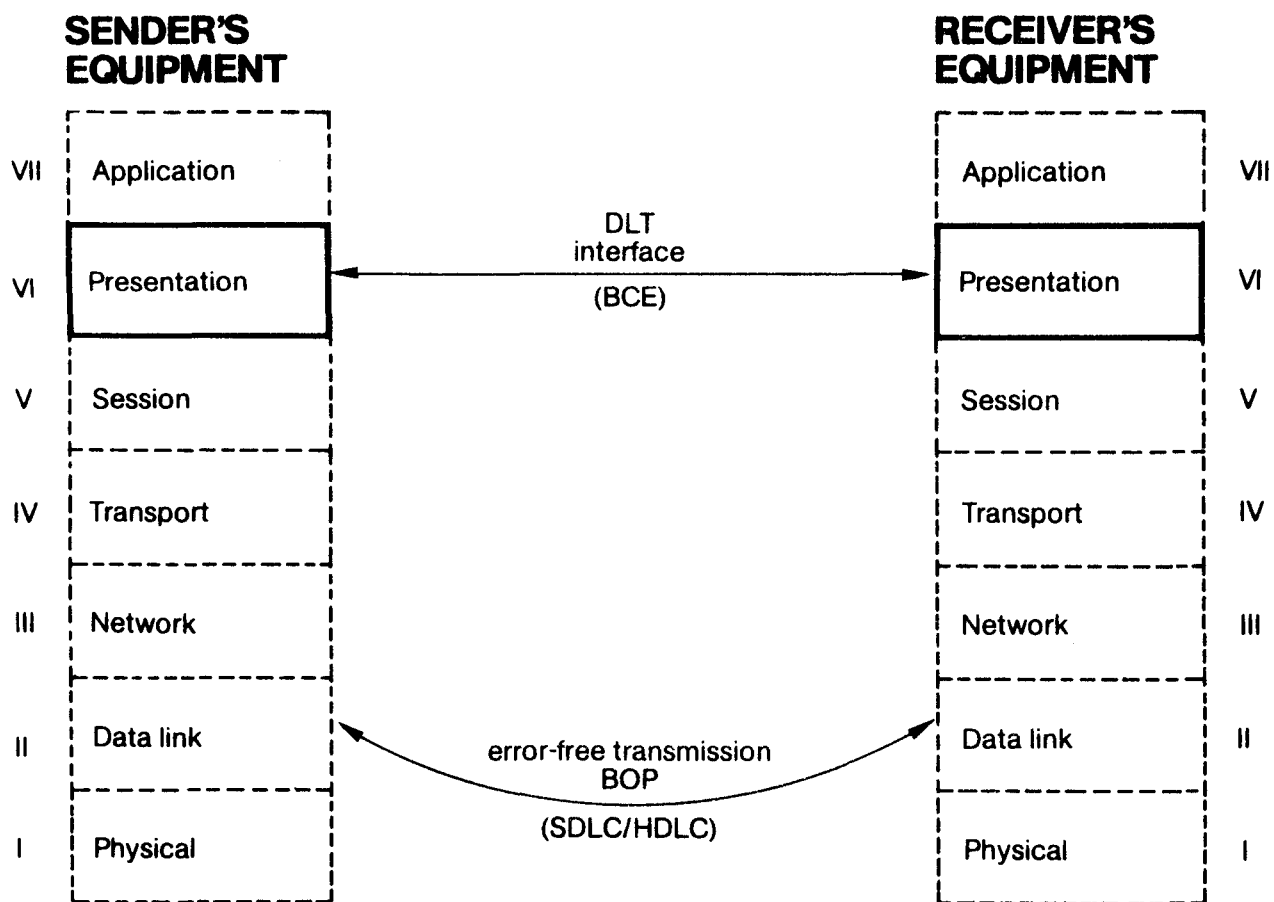 SENDER'S
EQUIPMENT
RECEIVER'S
EQUIPMENT
VII Application
Application VII
DLT
interface
(BCE)
VI Presentation
Presentation VI
V Session
Session V
IV Transport
Transport IV
III Network
Network III
II Data link
Data link II
error-free transmission
BOP
(SDLC/HDLC)
I Physical
Physical I